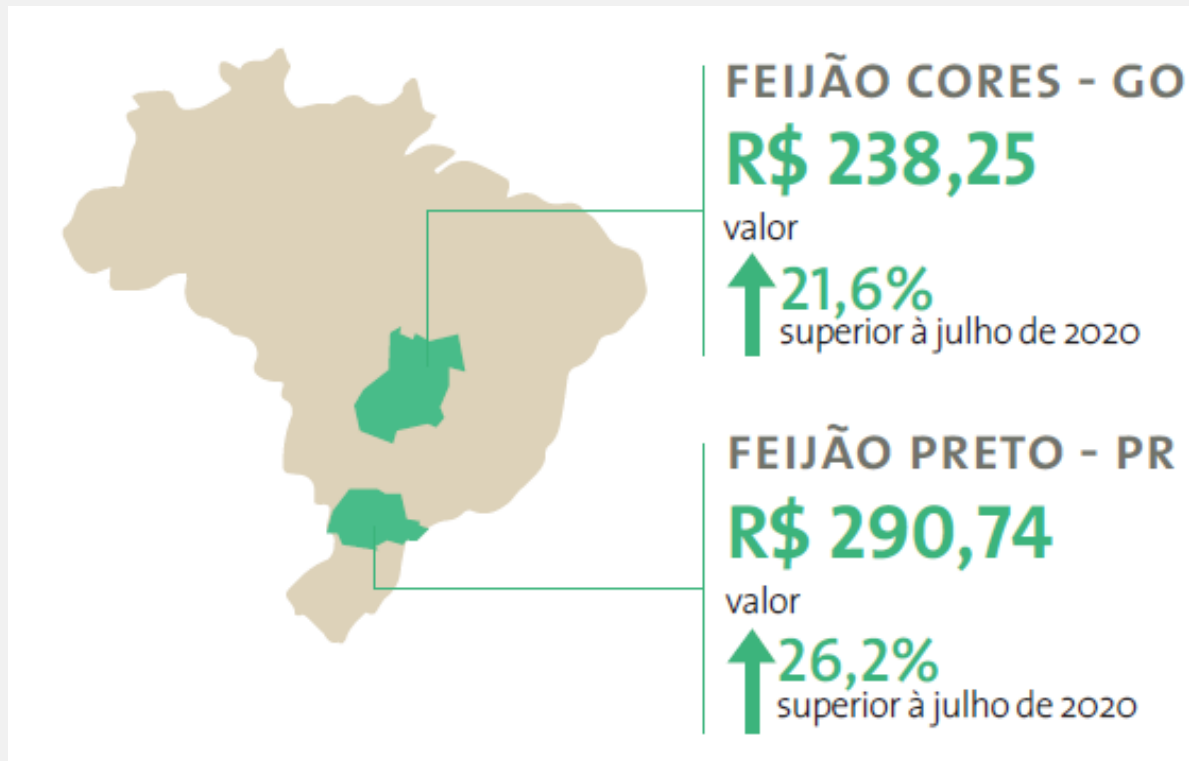 FEIJÃO CORES - GO
R$ 238,25
valor
21,6%
superior à julho de 2020
FEIJÃO PRETO - PR
R$ 290,74
valor
26,2%
superior à julho de 2020